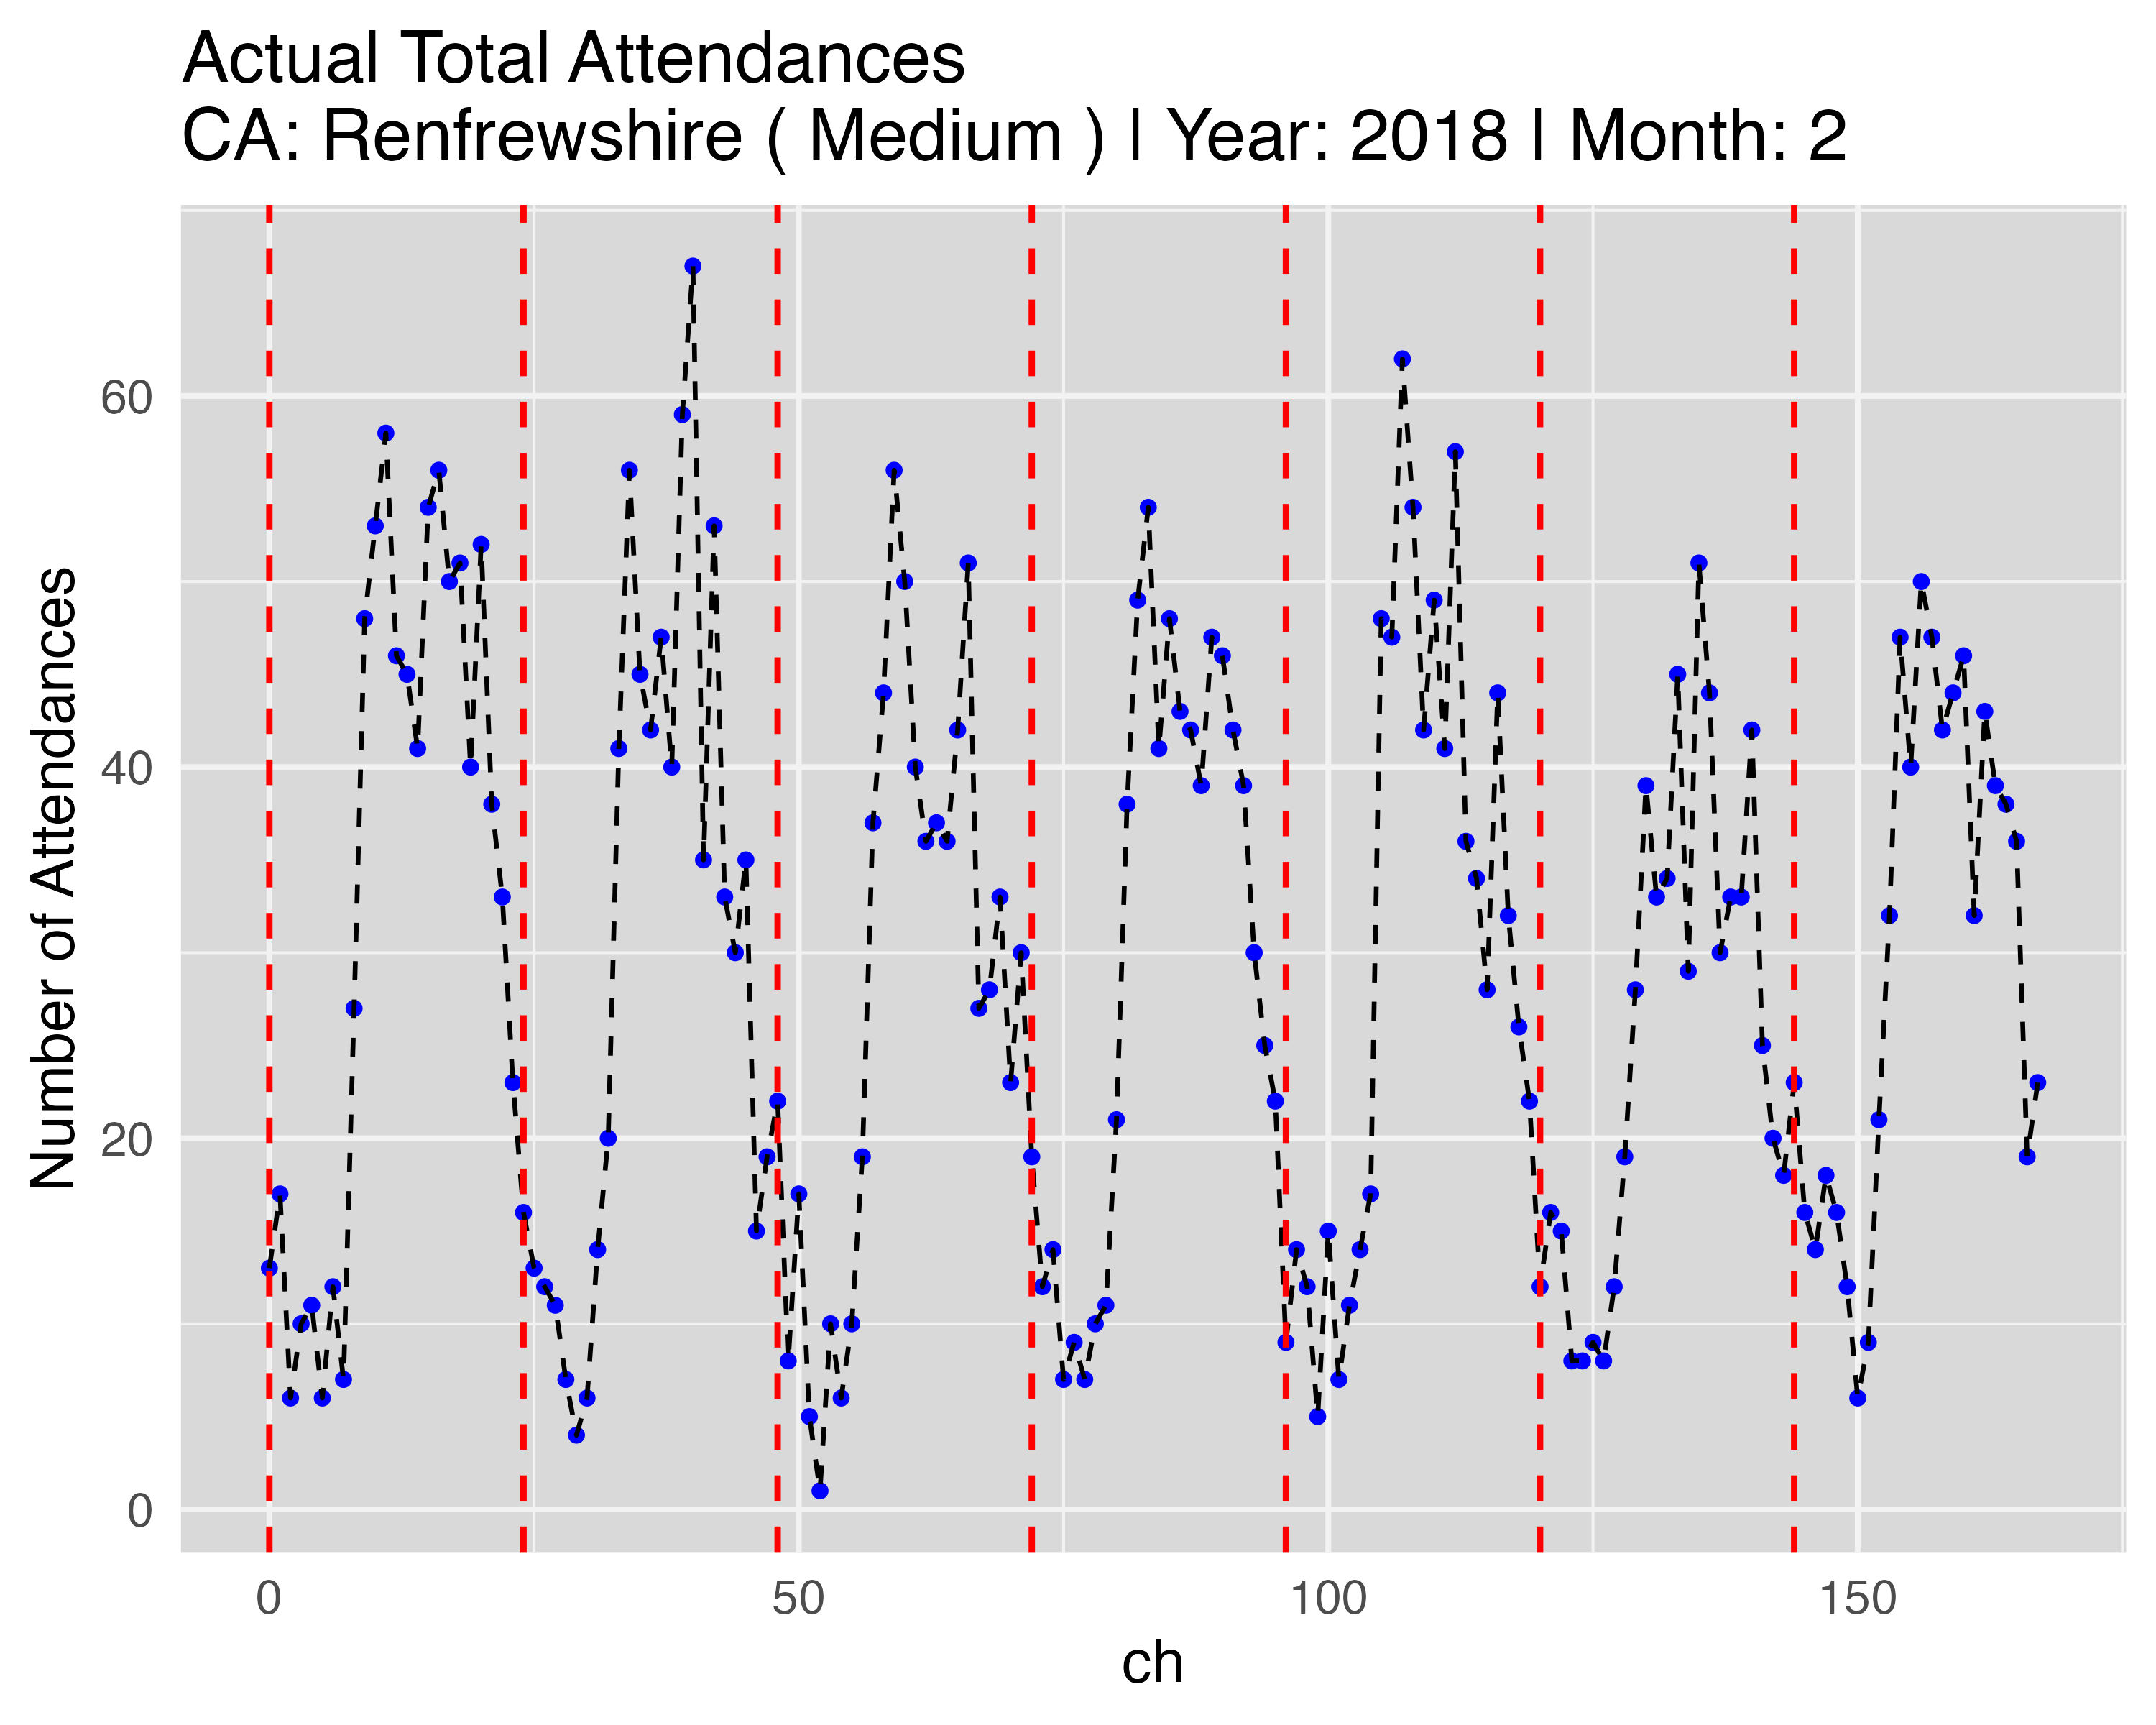 Actual Total Attendances
CA: Renfrewshire ( Medium ) | Year: 2018 | Month: 2
Number of Attendances
60
40
20
0
0 50 100 150
ch